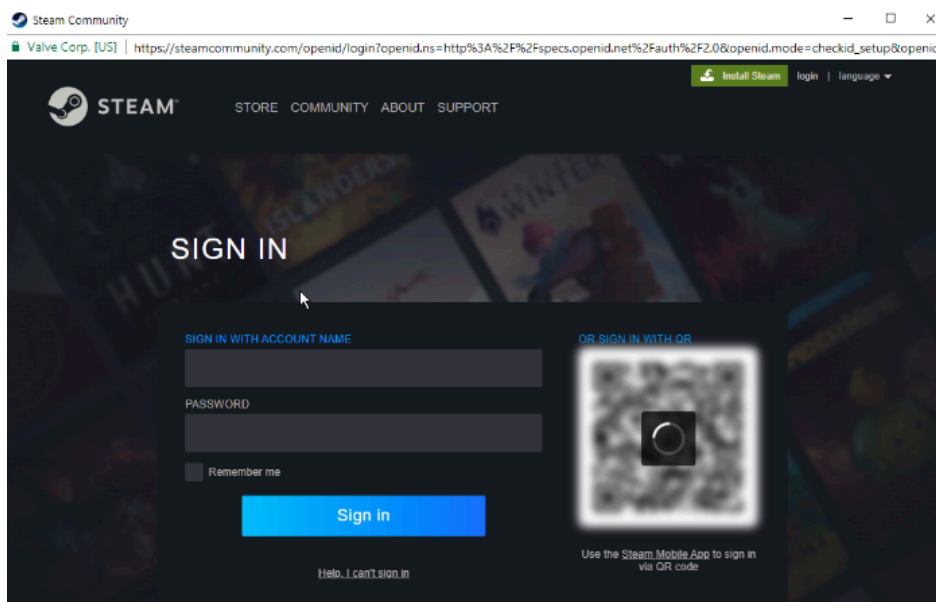 Steam Community
Valve Corp. [US] | https://steamcommunity.com/openid/login?openid.ns=http%3A%2F%2Fspecs.openid.net%2Fauth%2F2.0&openid.mode=checkid_setup&openid
Install Steam login | language
STEAM STORE COMMUNITY ABOUT SUPPORT
ISLANDERS
WINTER
HUNT
SIGN IN
SIGN IN WITH ACCOUNT NAME
OR SIGN IN WITH QR
PASSWORD
Remember me
Sign in
Use the Steam Mobile App to sign in
via QR code
Help, I can't sign in